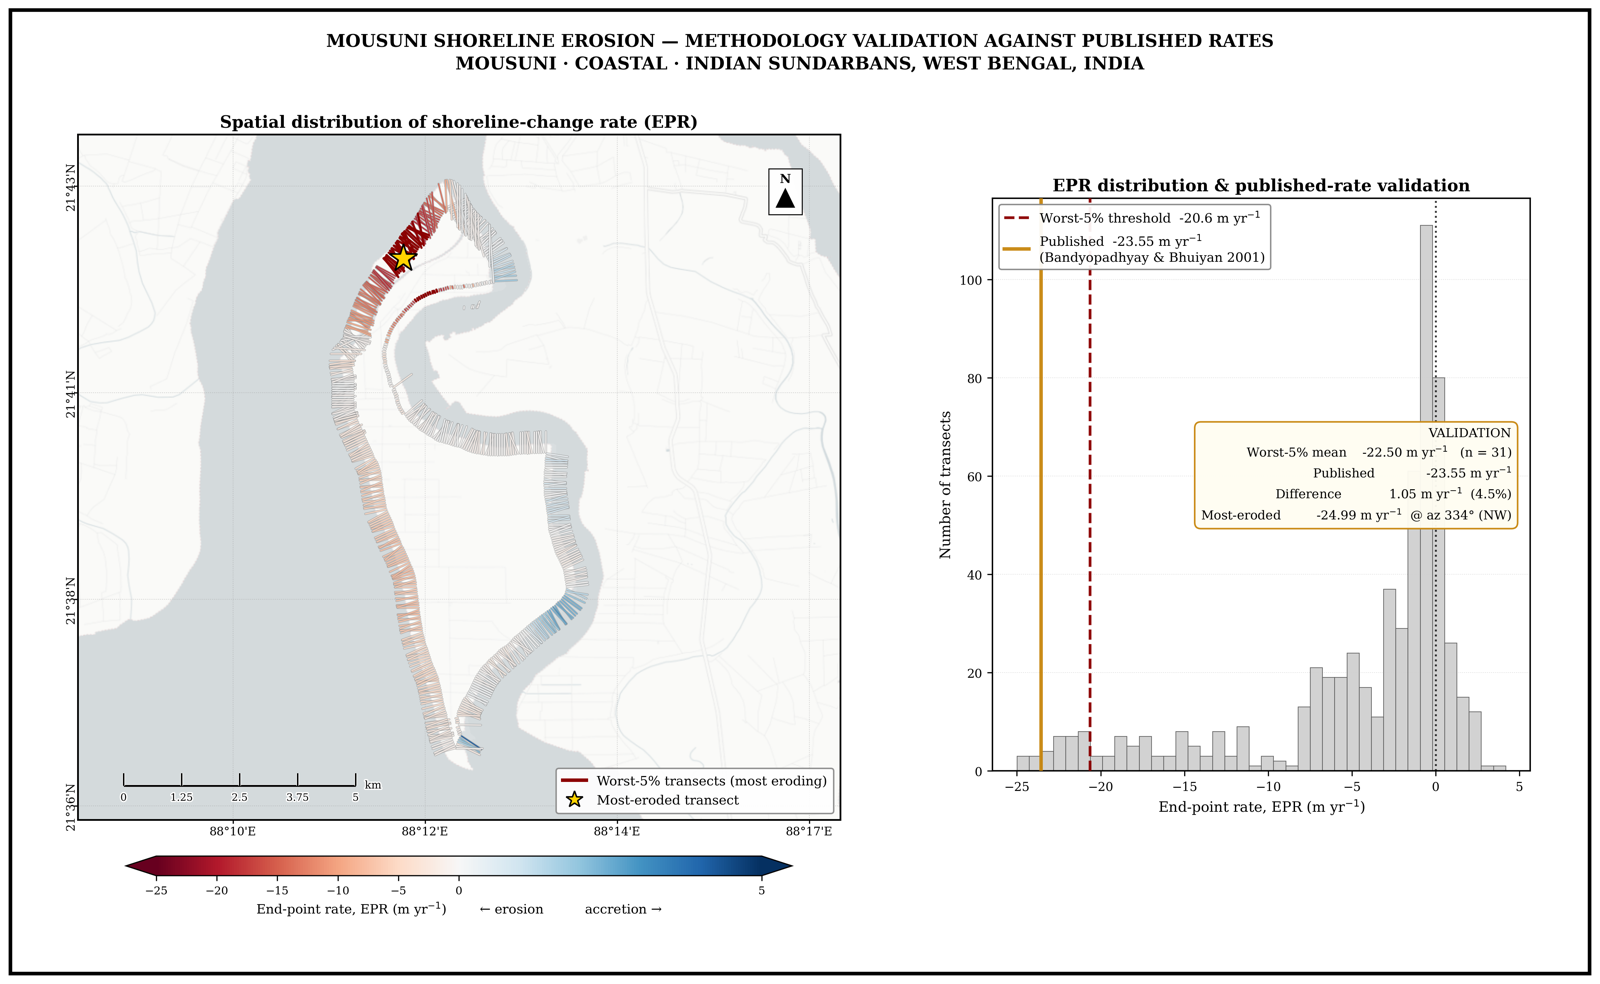 MOUSUNI SHORELINE EROSION — METHODOLOGY VALIDATION AGAINST PUBLISHED RATES
MOUSUNI · COASTAL · INDIAN SUNDARBANS, WEST BENGAL, INDIA
Spatial distribution of shoreline-change rate (EPR)
N
21°43'N
21°41'N
21°38'N
21°36'N
0 1.25 2.5 3.75 5 km
Worst-5% transects (most eroding)
Most-eroded transect
88°10'E 88°12'E 88°14'E 88°17'E
−25 −20 −15 −10 −5 0 5
End-point rate, EPR (m yr⁻¹) ← erosion accretion →
EPR distribution & published-rate validation
Worst-5% threshold -20.6 m yr⁻¹
Published -23.55 m yr⁻¹
(Bandyopadhyay & Bhuiyan 2001)
Number of transects
100
80
60
40
20
0
VALIDATION
Worst-5% mean -22.50 m yr⁻¹ (n = 31)
Published -23.55 m yr⁻¹
Difference 1.05 m yr⁻¹ (4.5%)
Most-eroded -24.99 m yr⁻¹ @ az 334° (NW)
−25 −20 −15 −10 −5 0 5
End-point rate, EPR (m yr⁻¹)